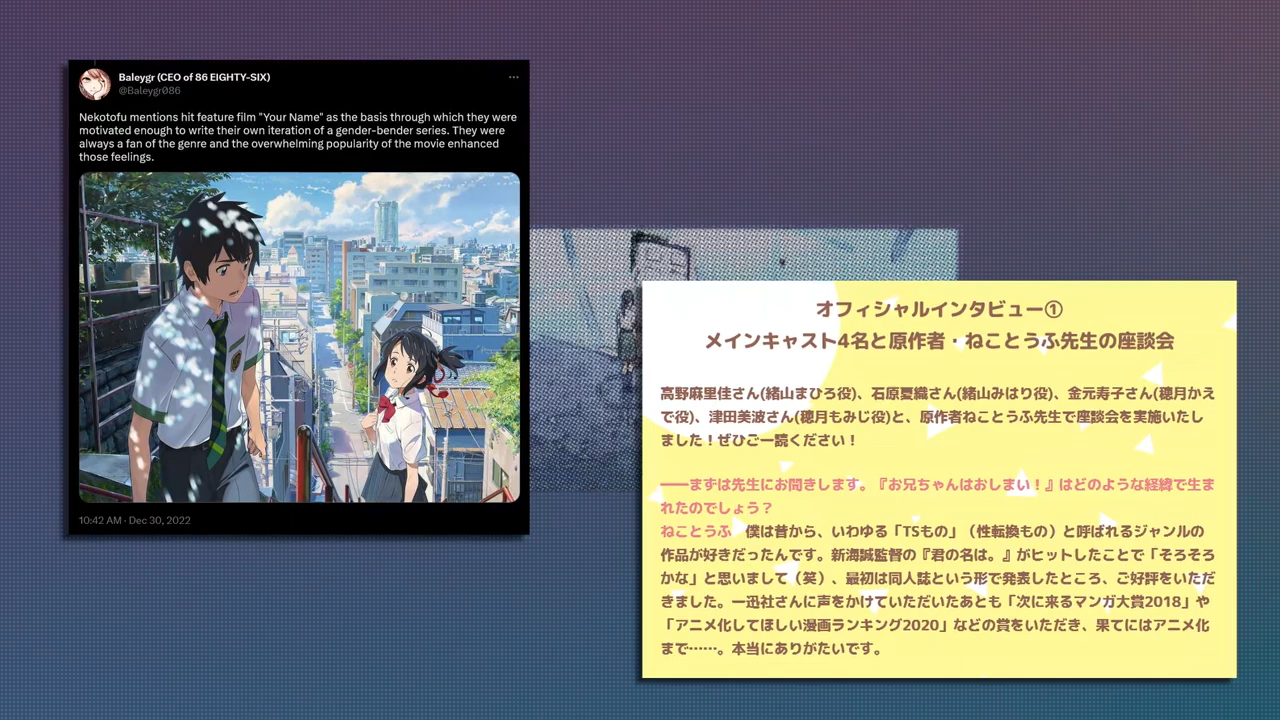 Baleygr (CEO of 86 EIGHTY-SIX)
@Baleygr086
Nekotofu mentions hit feature film "Your Name" as the basis through which they were
motivated enough to write their own iteration of a gender-bender series. They were
always a fan of the genre and the overwhelming popularity of the movie enhanced
those feelings.
10:42 AM · Dec 30, 2022
オフィシャルインタビュー①
メインキャスト4名と原作者・ねことうふ先生の座談会
高野麻里佳さん(緒山まひろ役)、石原夏織さん(緒山みはり役)、金元寿子さん(穂月かえ
で役)、津田美波さん(穂月もみじ役)と、原作者ねことうふ先生で座談会を実施いたし
ました！ぜひご一読ください！
――まずは先生にお聞きします。『お兄ちゃんはおしまい！』はどのような経緯で生ま
れたのでしょう？
ねことうふ　僕は昔から、いわゆる「TSもの」（性転換もの）と呼ばれるジャンルの
作品が好きだったんです。新海誠監督の『君の名は。』がヒットしたことで「そろそろ
かな」と思いまして（笑）、最初は同人誌という形で発表したところ、ご好評をいただ
きました。一迅社さんに声をかけていただいたあとも「次に来るマンガ大賞2018」や
「アニメ化してほしい漫画ランキング2020」などの賞をいただき、果てにはアニメ化
まで……。本当にありがたいです。